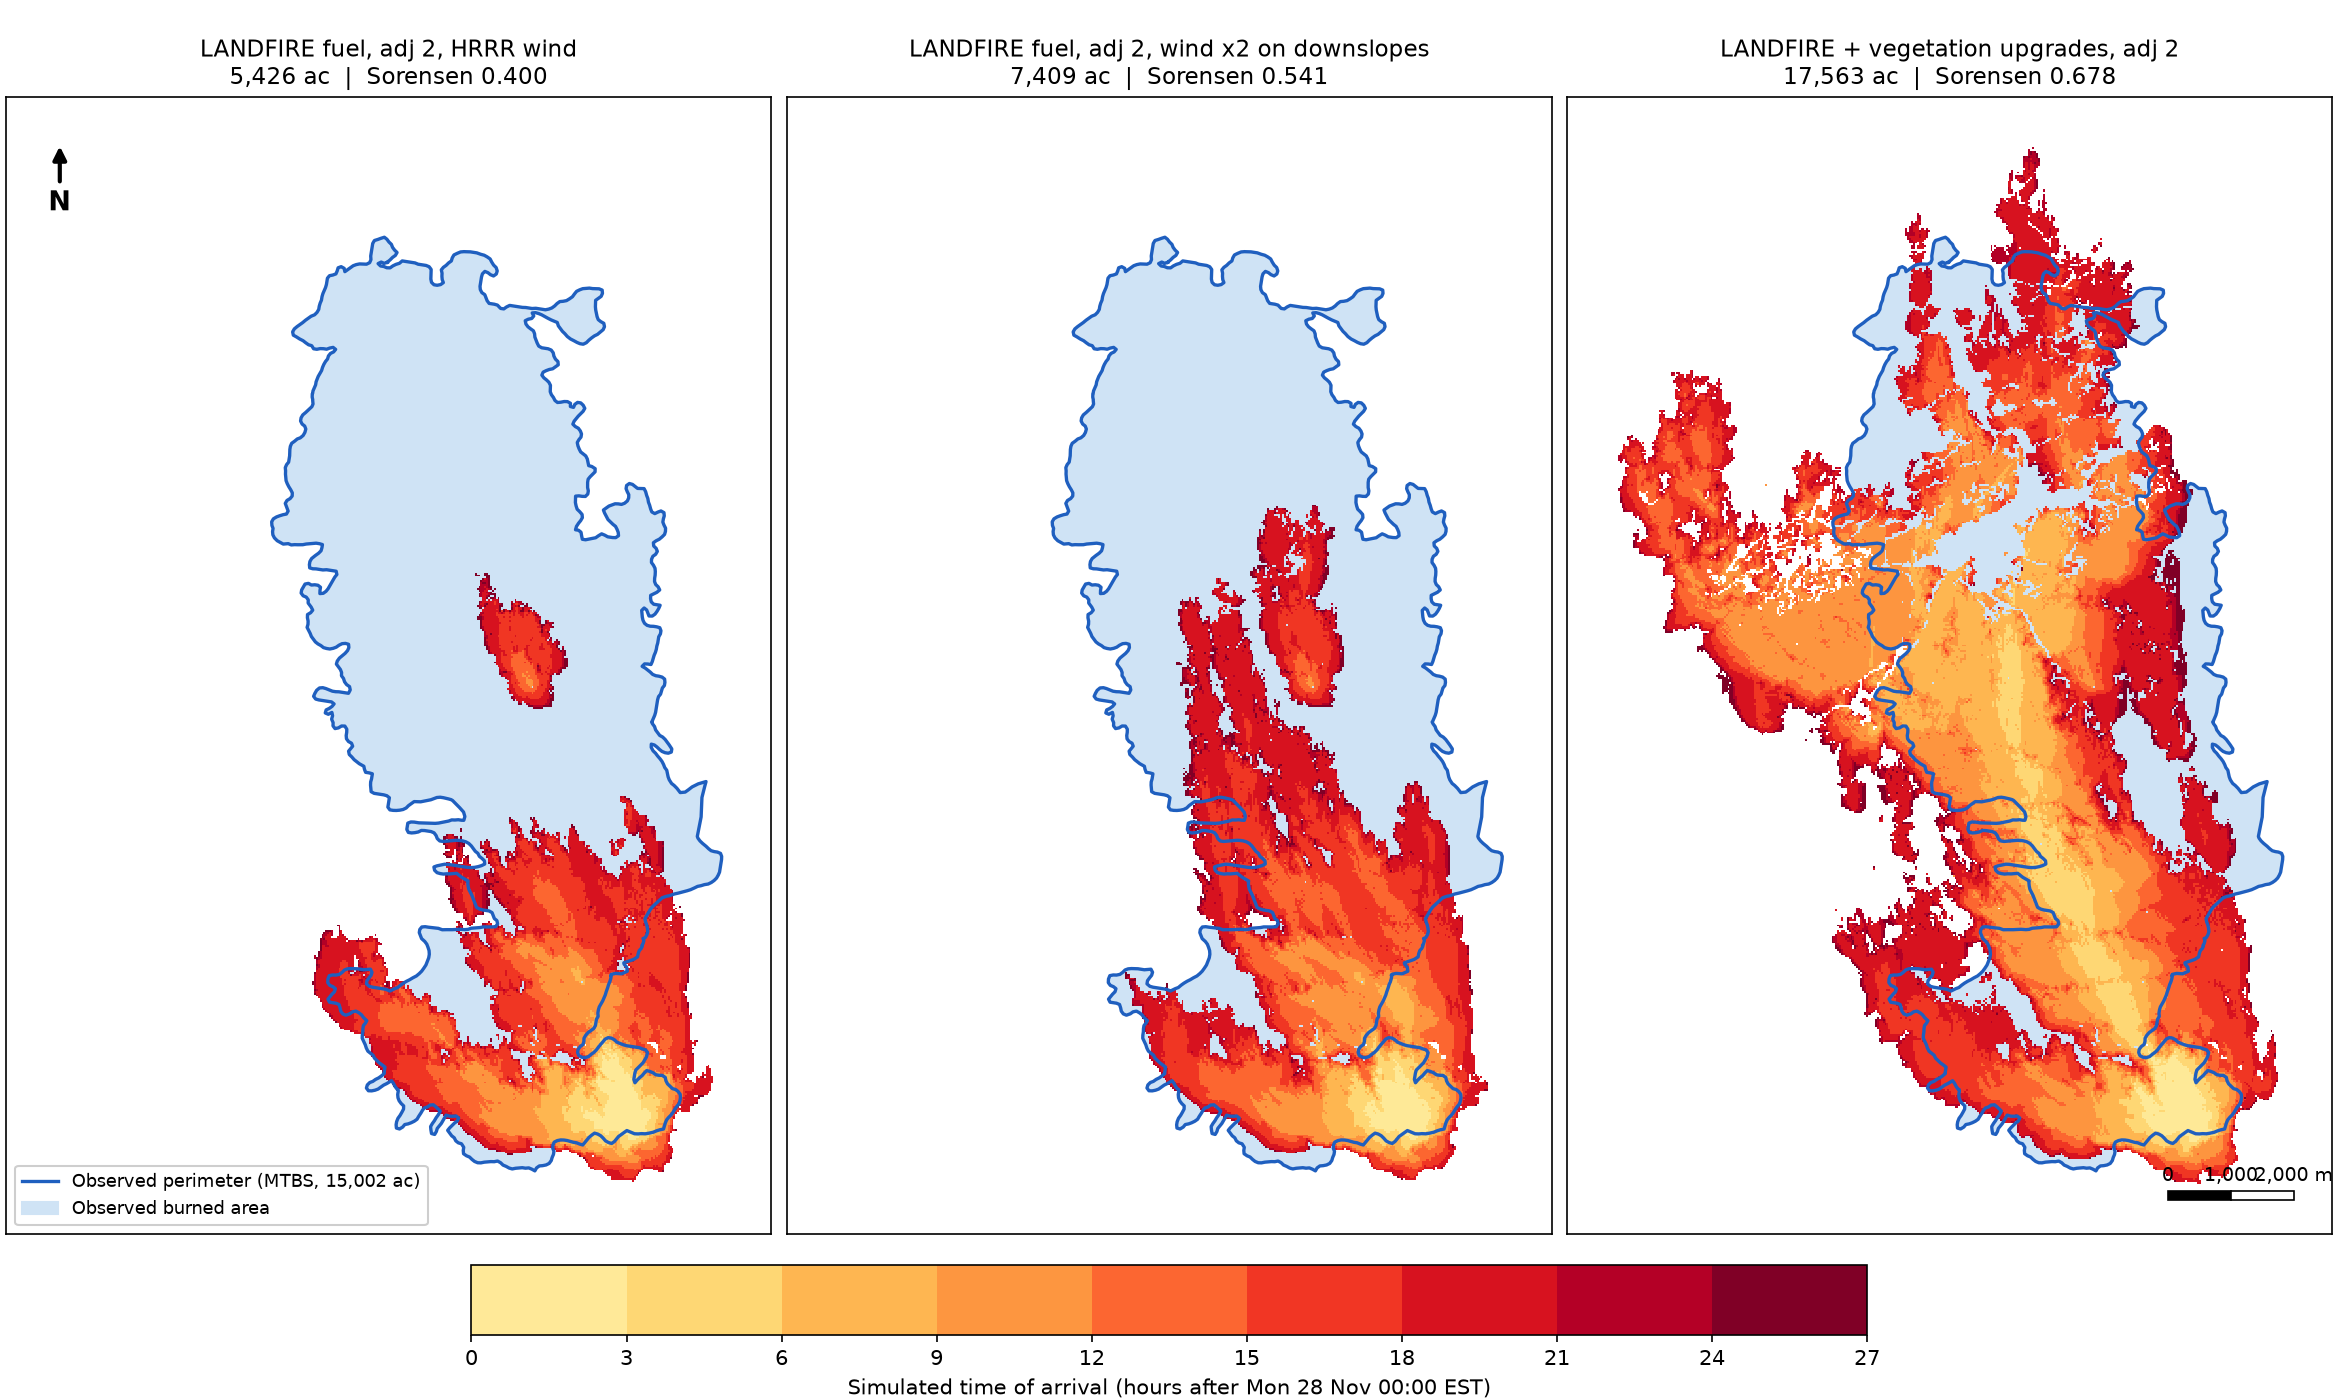 LANDFIRE fuel, adj 2, HRRR wind
5,426 ac | Sorensen 0.400
LANDFIRE fuel, adj 2, wind x2 on downslopes
7,409 ac | Sorensen 0.541
LANDFIRE + vegetation upgrades, adj 2
17,563 ac | Sorensen 0.678
N
Observed perimeter (MTBS, 15,002 ac)
Observed burned area
0 1,000 2,000 m
0 3 6 9 12 15 18 21 24 27
Simulated time of arrival (hours after Mon 28 Nov 00:00 EST)